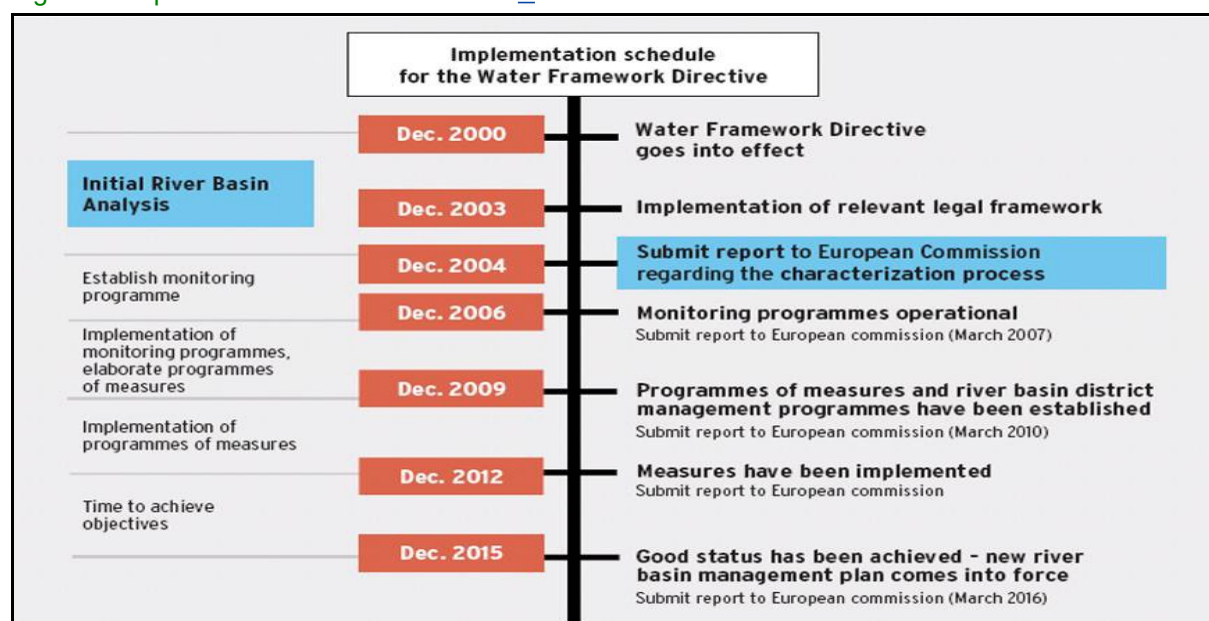 Implementation schedule
for the Water Framework Directive
Dec. 2000
Water Framework Directive
goes into effect
Initial River Basin
Analysis
Dec. 2003
Implementation of relevant legal framework
Dec. 2004
Submit report to European Commission
regarding the characterization process
Establish monitoring
programme
Dec. 2006
Monitoring programmes operational
Submit report to European commission (March 2007)
Implementation of
monitoring programmes,
elaborate programmes
of measures
Dec. 2009
Programmes of measures and river basin district
management programmes have been established
Submit report to European commission (March 2010)
Implementation of
programmes of measures
Dec. 2012
Measures have been implemented
Submit report to European commission
Time to achieve
objectives
Dec. 2015
Good status has been achieved – new river
basin management plan comes into force
Submit report to European commission (March 2016)